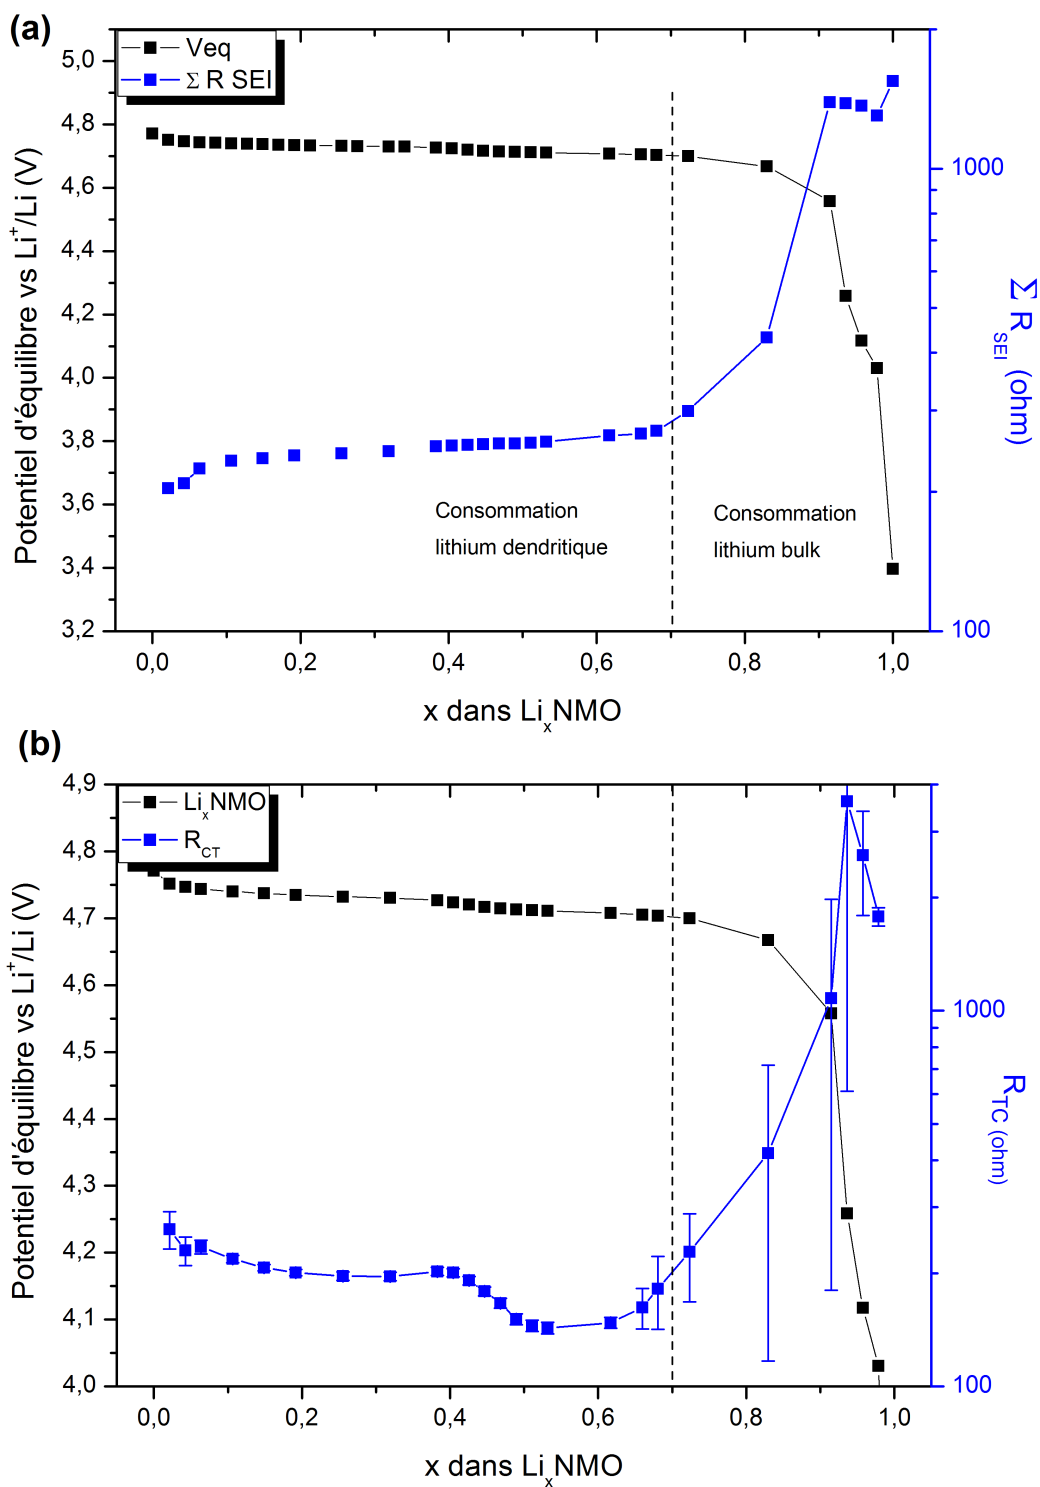 (a)
Veq
Σ R SEI
5,0
4,8
4,6
4,4
4,2
4,0
3,8
3,6
3,4
3,2
Potentiel d'équilibre vs Li⁺/Li (V)
1000
100
Σ R_SEI (ohm)
Consommation
lithium dendritique
Consommation
lithium bulk
0,0 0,2 0,4 0,6 0,8 1,0
x dans LiₓNMO
(b)
LiₓNMO
R_CT
4,9
4,8
4,7
4,6
4,5
4,4
4,3
4,2
4,1
4,0
Potentiel d'équilibre vs Li⁺/Li (V)
1000
100
R_TC (ohm)
0,0 0,2 0,4 0,6 0,8 1,0
x dans LiₓNMO